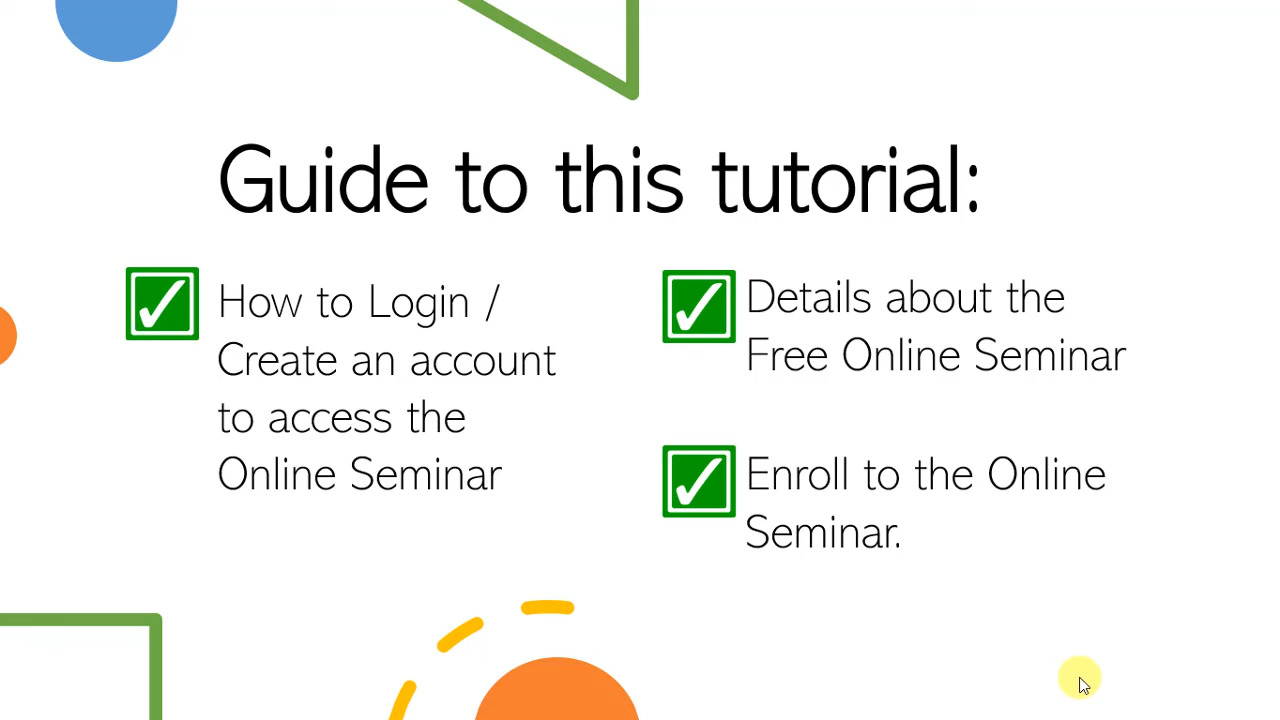 Guide to this tutorial:
How to Login /
Create an account
to access the
Online Seminar
Details about the
Free Online Seminar
Enroll to the Online
Seminar.